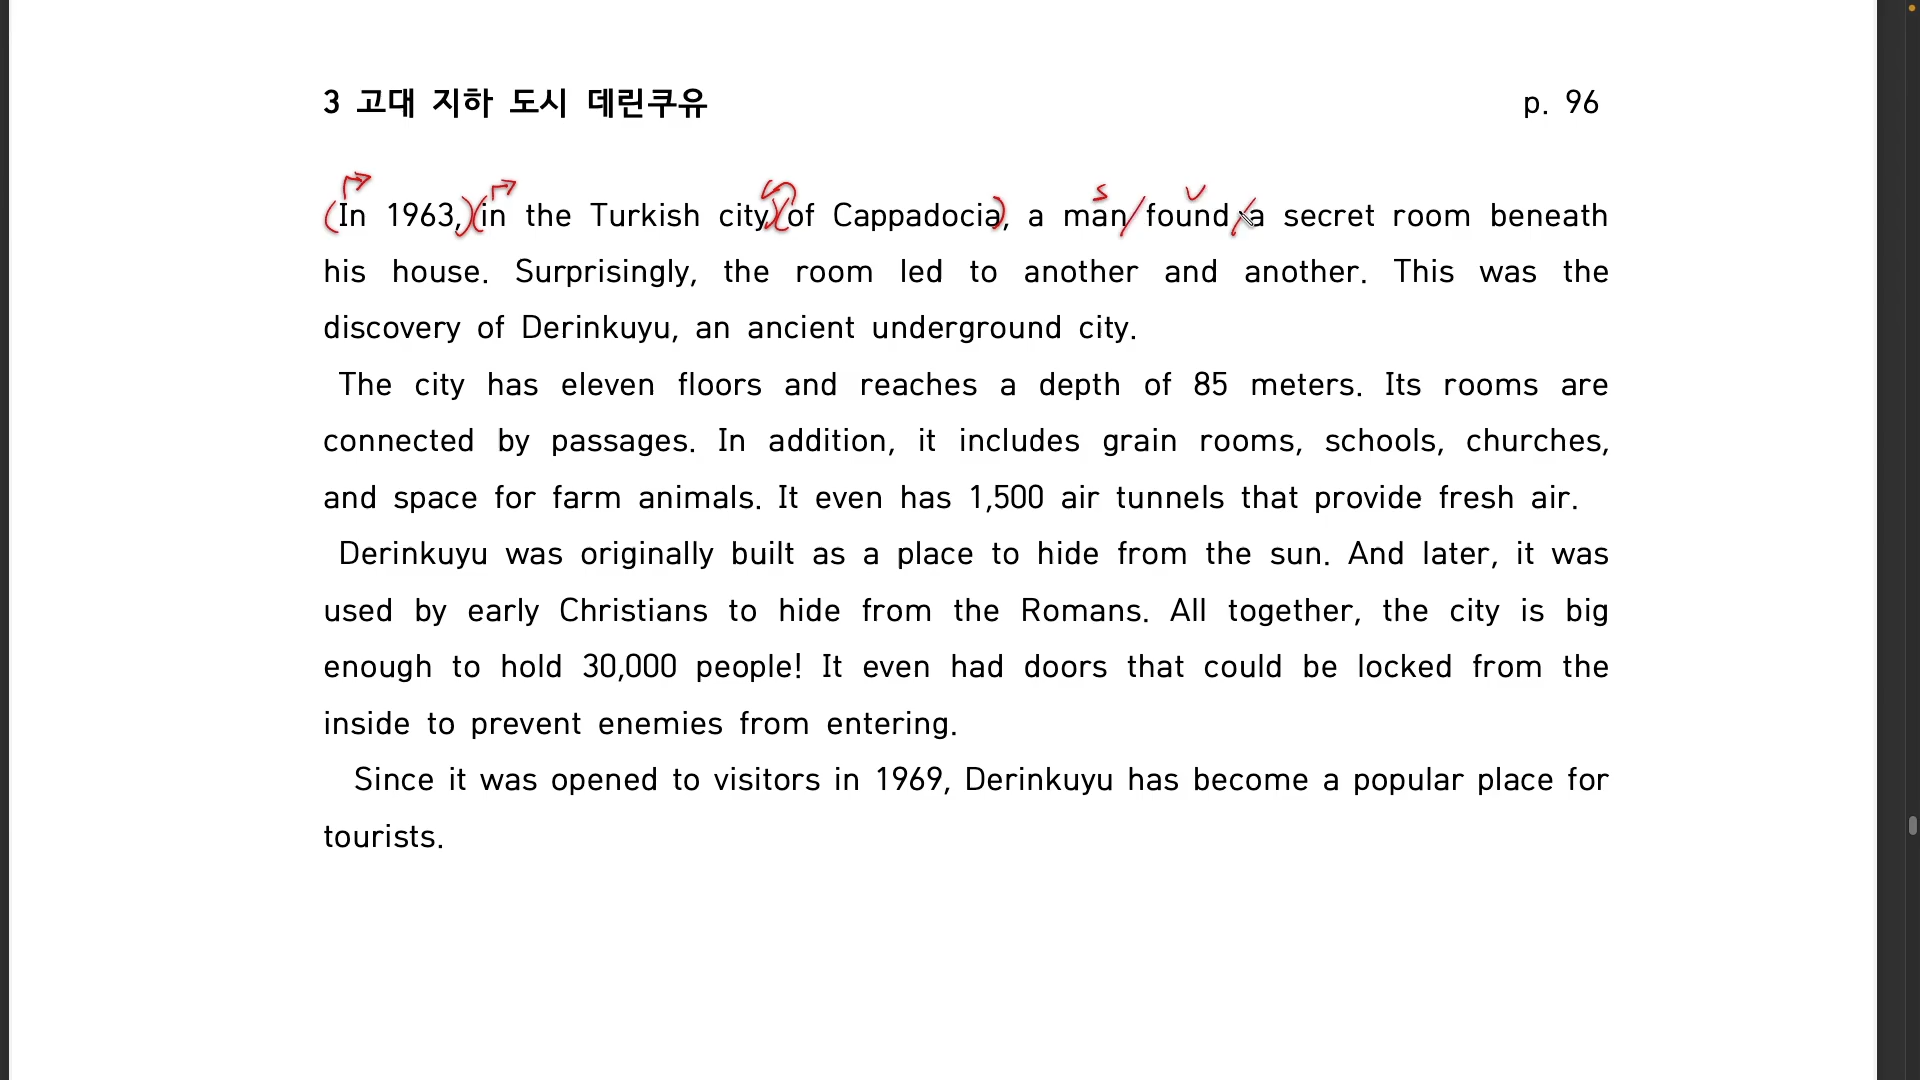 3 고대 지하 도시 데린쿠유 p. 96
s v
(In 1963,)(in the Turkish city)(of Cappadocia), a man/found/a secret room beneath
his house. Surprisingly, the room led to another and another. This was the
discovery of Derinkuyu, an ancient underground city.
The city has eleven floors and reaches a depth of 85 meters. Its rooms are
connected by passages. In addition, it includes grain rooms, schools, churches,
and space for farm animals. It even has 1,500 air tunnels that provide fresh air.
Derinkuyu was originally built as a place to hide from the sun. And later, it was
used by early Christians to hide from the Romans. All together, the city is big
enough to hold 30,000 people! It even had doors that could be locked from the
inside to prevent enemies from entering.
Since it was opened to visitors in 1969, Derinkuyu has become a popular place for
tourists.